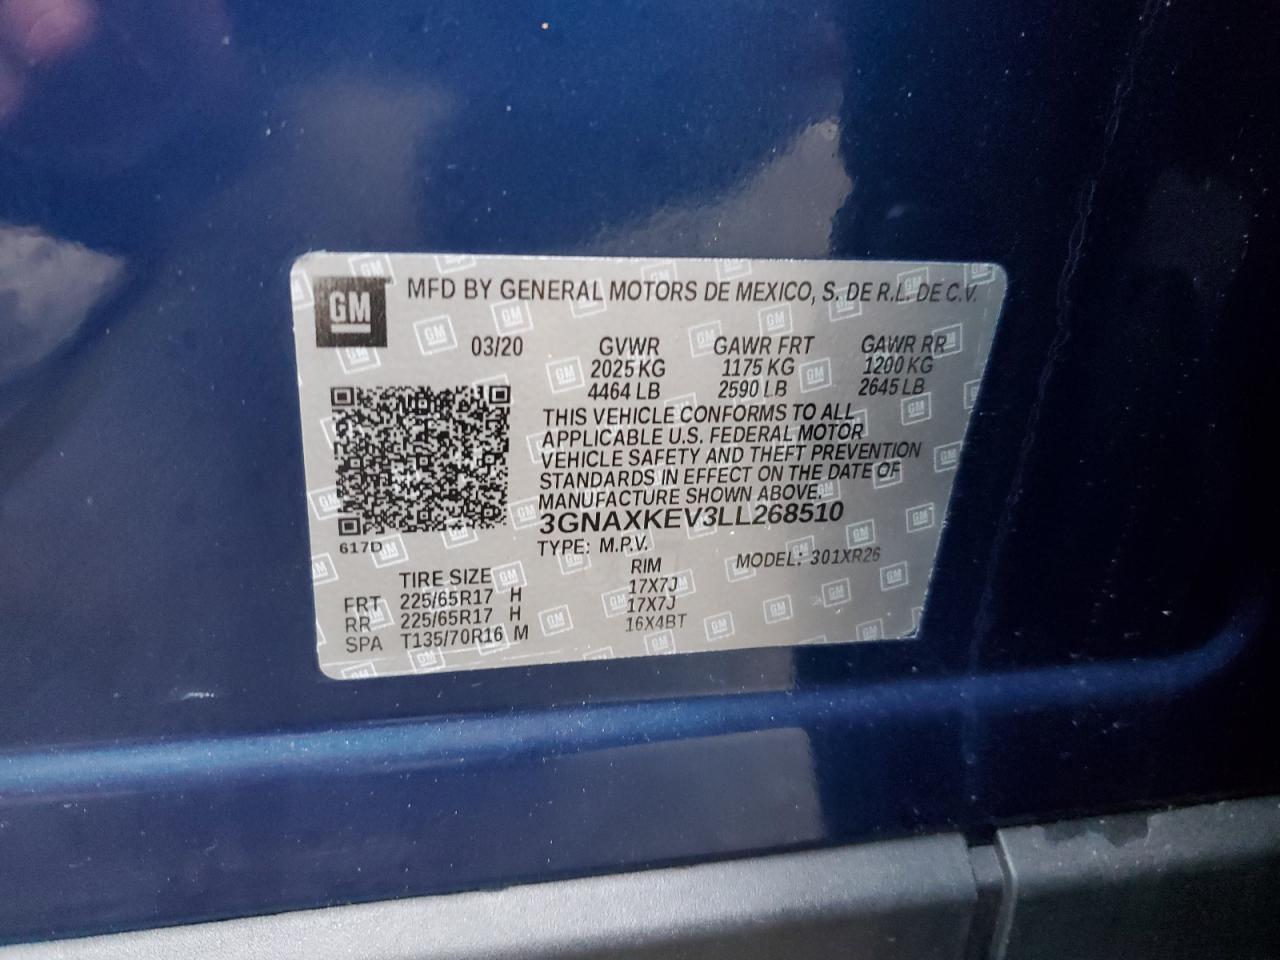 GM MFD BY GENERAL MOTORS DE MEXICO, S. DE R.L. DE C.V.
03/20 GVWR GAWR FRT GAWR RR
2025 KG 1175 KG 1200 KG
4464 LB 2590 LB 2645 LB
THIS VEHICLE CONFORMS TO ALL
APPLICABLE U.S. FEDERAL MOTOR
VEHICLE SAFETY AND THEFT PREVENTION
STANDARDS IN EFFECT ON THE DATE OF
MANUFACTURE SHOWN ABOVE.
3GNAXKEV3LL268510
617D
TYPE: M.P.V. MODEL: 301XR26
TIRE SIZE RIM
FRT 225/65R17 H 17X7J
RR 225/65R17 H 17X7J
SPA T135/70R16 M 16X4BT